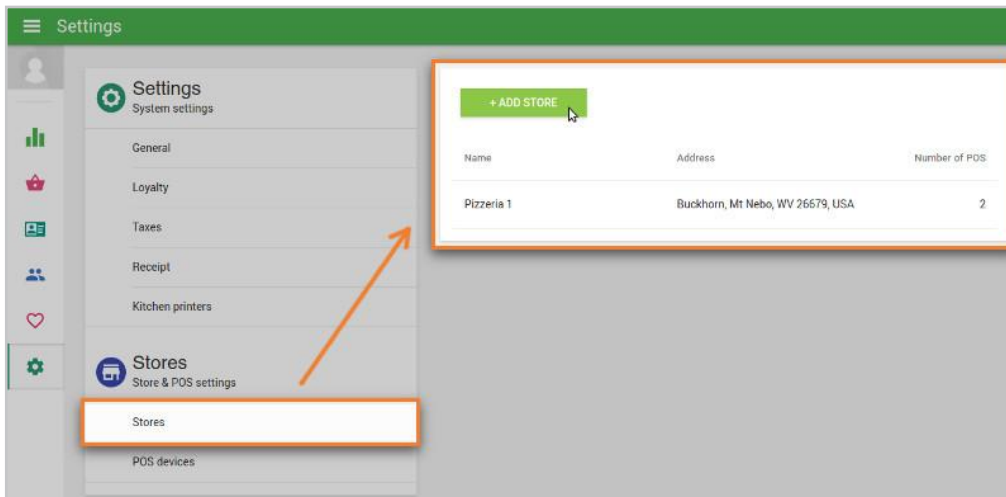 Settings
Settings
System settings
General
Loyalty
Taxes
Receipt
Kitchen printers
Stores
Store & POS settings
Stores
POS devices
+ ADD STORE
Name Address Number of POS
Pizzeria 1 Buckhorn, Mt Nebo, WV 26679, USA 2